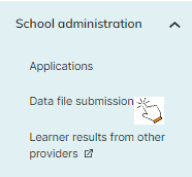 School administration
Applications
Data file submission
Learner results from other
providers